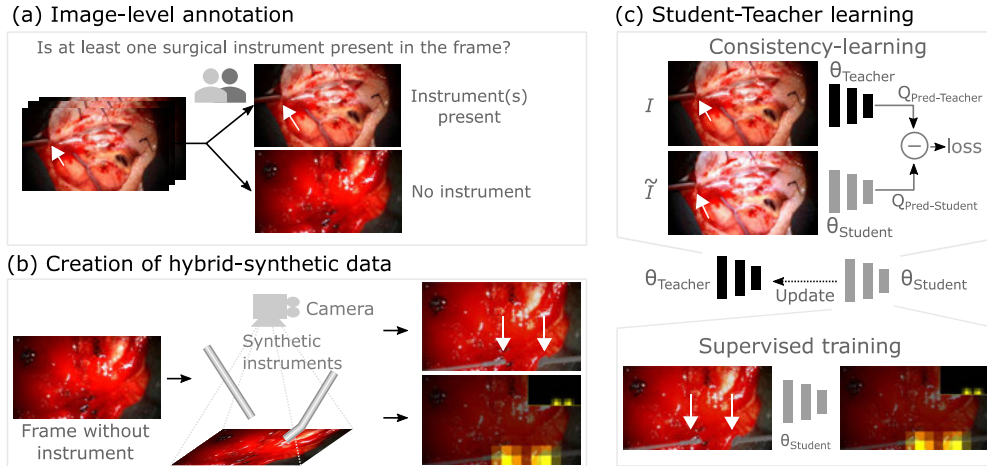 (a) Image-level annotation
Is at least one surgical instrument present in the frame?
Instrument(s)
present
No instrument
(b) Creation of hybrid-synthetic data
Camera
Synthetic
instruments
Frame without
instrument
(c) Student-Teacher learning
Consistency-learning
I
θTeacher
QPred-Teacher
loss
Ĩ
QPred-Student
θStudent
θTeacher
Update
θStudent
Supervised training
θStudent